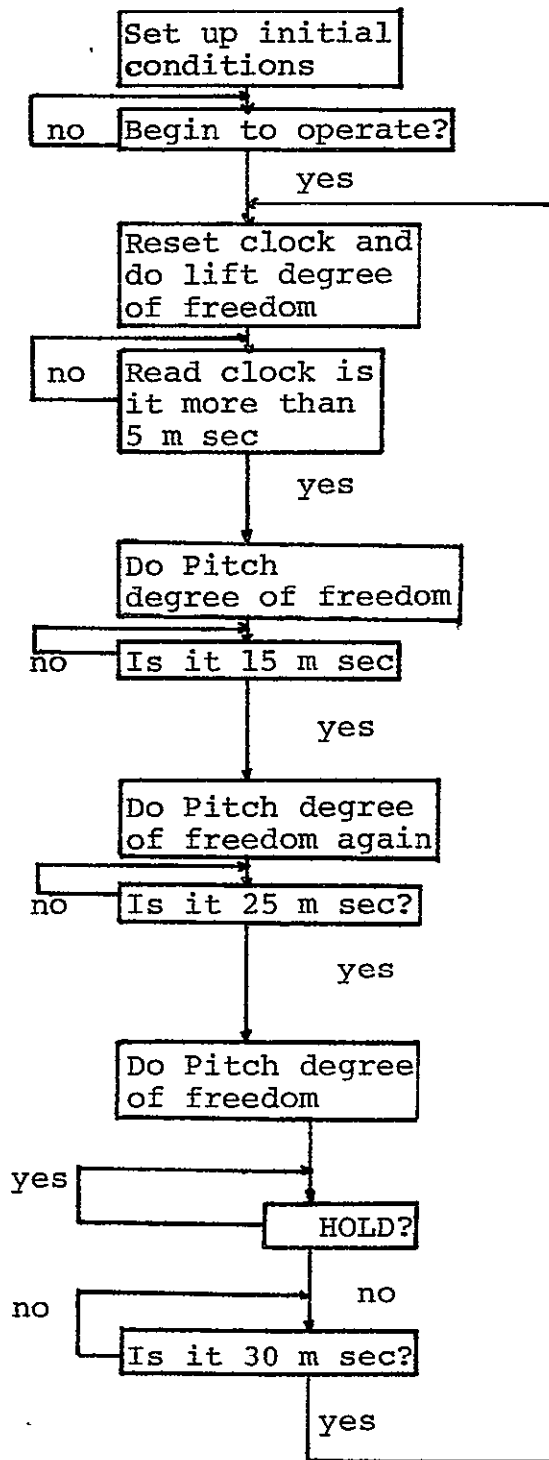 Set up initial
conditions
no
Begin to operate?
yes
Reset clock and
do lift degree
of freedom
no
Read clock is
it more than
5 m sec
yes
Do Pitch
degree of freedom
no
Is it 15 m sec
yes
Do Pitch degree
of freedom again
no
Is it 25 m sec?
yes
Do Pitch degree
of freedom
yes
HOLD?
no
no
Is it 30 m sec?
yes